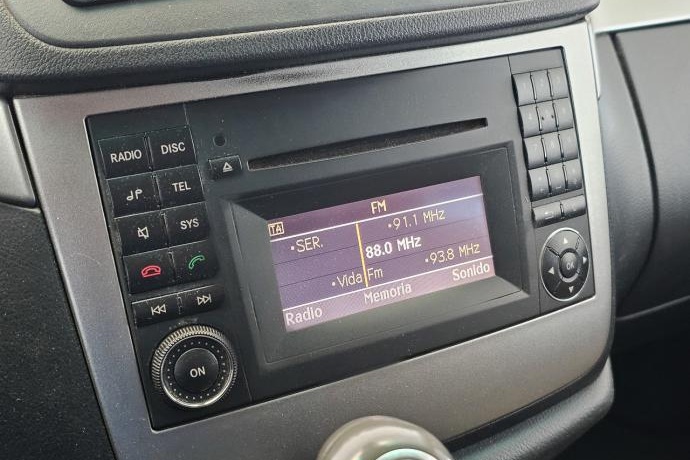 RADIO DISC
TEL
SYS
ON
FM
TA
•91.1 MHz
•SER.
88.0 MHz
•93.8 MHz
•Vida Fm
Radio Memoria Sonido
OK